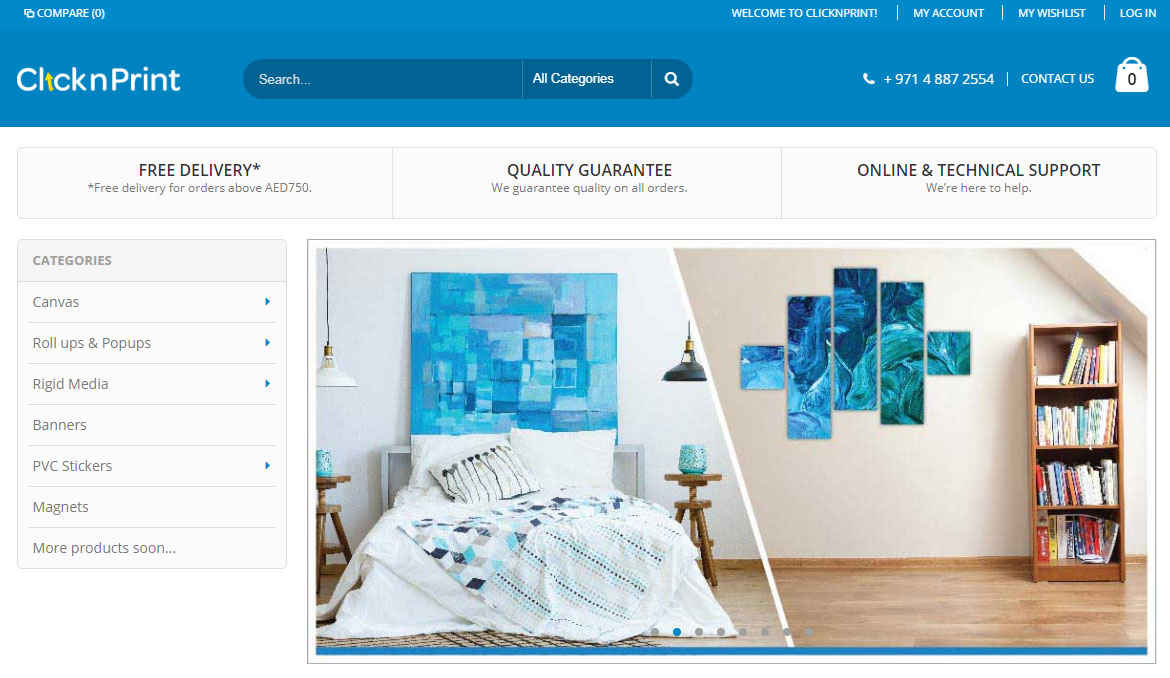 COMPARE (0)
WELCOME TO CLICKNPRINT!
MY ACCOUNT
MY WISHLIST
LOG IN
ClicknPrint
Search...
All Categories
+ 971 4 887 2554
CONTACT US
0
FREE DELIVERY*
*Free delivery for orders above AED750.
QUALITY GUARANTEE
We guarantee quality on all orders.
ONLINE & TECHNICAL SUPPORT
We’re here to help.
CATEGORIES
Canvas
Roll ups & Popups
Rigid Media
Banners
PVC Stickers
Magnets
More products soon...